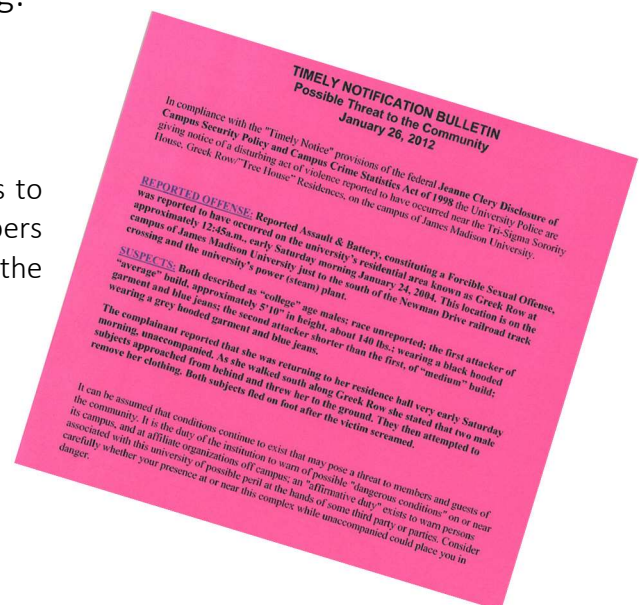 g.
s to
bers
the
TIMELY NOTIFICATION BULLETIN
Possible Threat to the Community
January 26, 2012
In compliance with the "Timely Notice" provisions of the federal Jeanne Clery Disclosure of
Campus Security Policy and Campus Crime Statistics Act of 1998 the University Police are
giving notice of a disturbing act of violence reported to have occurred near the Tri-Sigma Sorority
House, Greek Row/"Tree House" Residences, on the campus of James Madison University.
REPORTED OFFENSE: Reported Assault & Battery, constituting a Forcible Sexual Offense,
was reported to have occurred on the university's residential area known as Greek Row at
approximately 12:45a.m., early Saturday morning January 24, 2004. This location is on the
campus of James Madison University just to the south of the Newman Drive railroad track
crossing and the university's power (steam) plant.
SUSPECTS: Both described as "college" age males; race unreported; the first attacker of
"average" build, approximately 5'10" in height, about 140 lbs.; wearing a black hooded
garment and blue jeans; the second attacker shorter than the first, of "medium" build;
wearing a grey hooded garment and blue jeans.
The complainant reported that she was returning to her residence hall very early Saturday
morning, unaccompanied. As she walked south along Greek Row she stated that two male
subjects approached from behind and threw her to the ground. They then attempted to
remove her clothing. Both subjects fled on foot after the victim screamed.
It can be assumed that conditions continue to exist that may pose a threat to members and guests of
the community. It is the duty of the institution to warn of possible "dangerous conditions" on or near
its campus, and at affiliate organizations off campus; an "affirmative duty" exists to warn persons
associated with this university of possible peril at the hands of some third party or parties. Consider
carefully whether your presence at or near this complex while unaccompanied could place you in
danger.